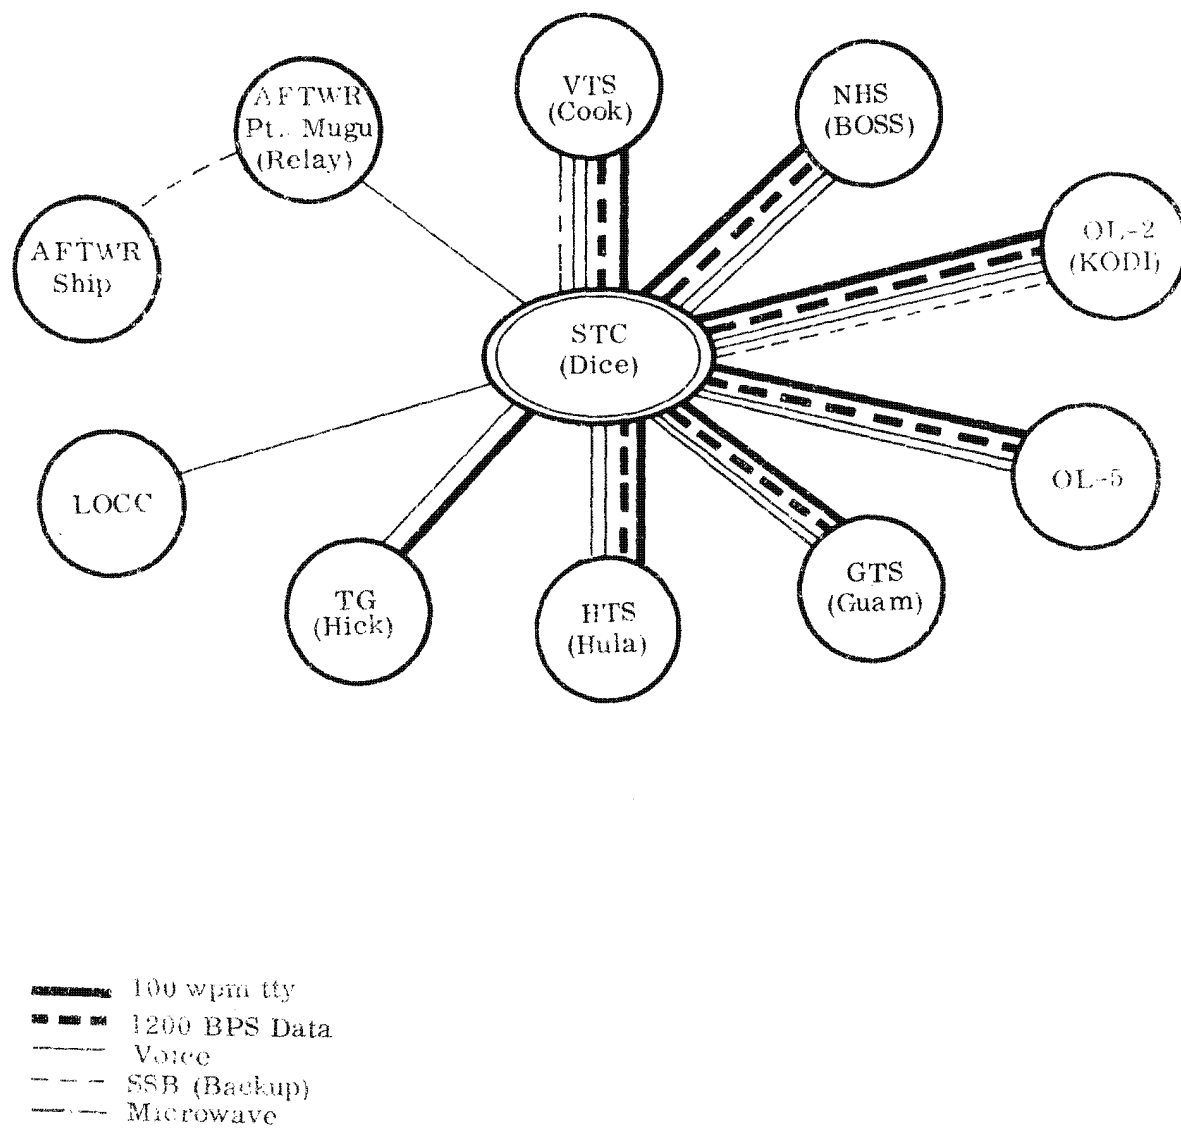 VTS
(Cook)
NHS
(BOSS)
AFTWR
Pt. Mugu
(Relay)
OL-2
(KODI)
AFTWR
Ship
STC
(Dice)
OL-5
LOCC
GTS
(Guam)
TG
(Hick)
HTS
(Hula)
100 wpm tty
1200 BPS Data
Voice
SSB (Backup)
Microwave